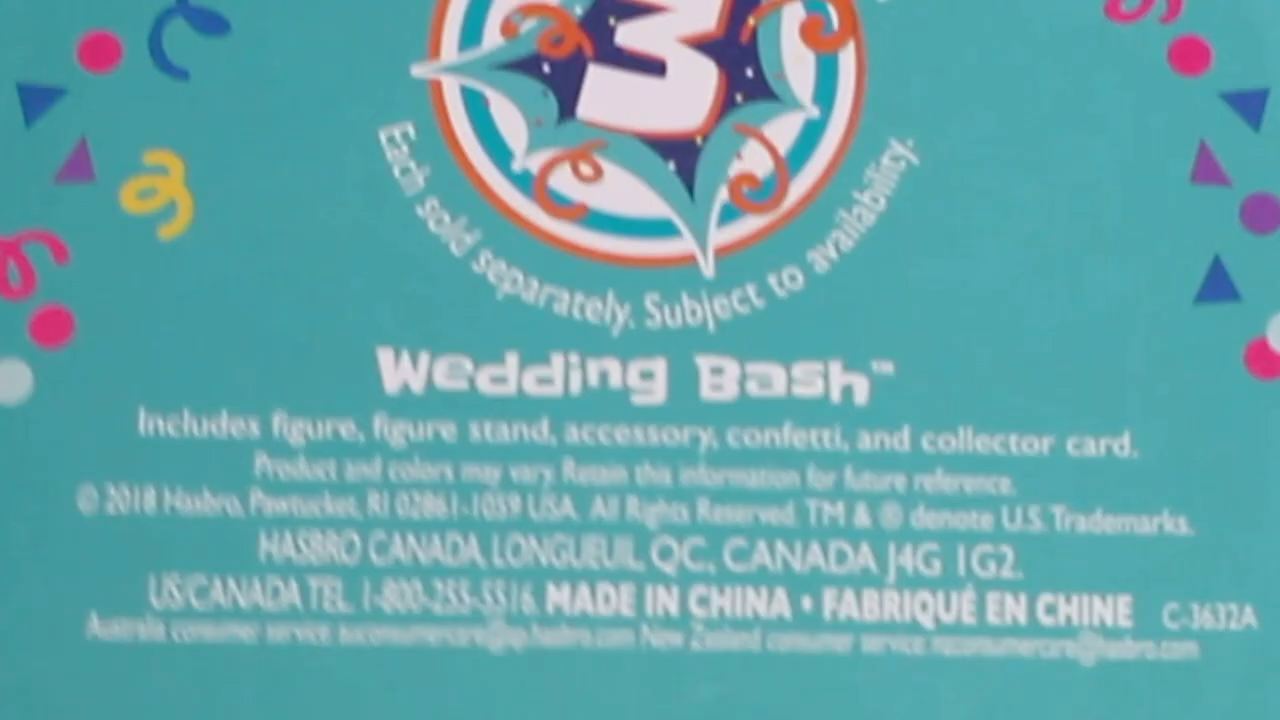 3
Each sold separately. Subject to availability.
Wedding Bash™
Includes figure, figure stand, accessory, confetti, and collector card.
Product and colors may vary. Retain this information for future reference.
© 2018 Hasbro, Pawtucket, RI 02861-1059 USA. All Rights Reserved. TM & ® denote U.S. Trademarks.
HASBRO CANADA, LONGUEUIL, QC, CANADA J4G 1G2.
US/CANADA TEL. 1-800-255-5516. MADE IN CHINA • FABRIQUÉ EN CHINE C-3632A
Australia consumer service: New Zealand consumer service: